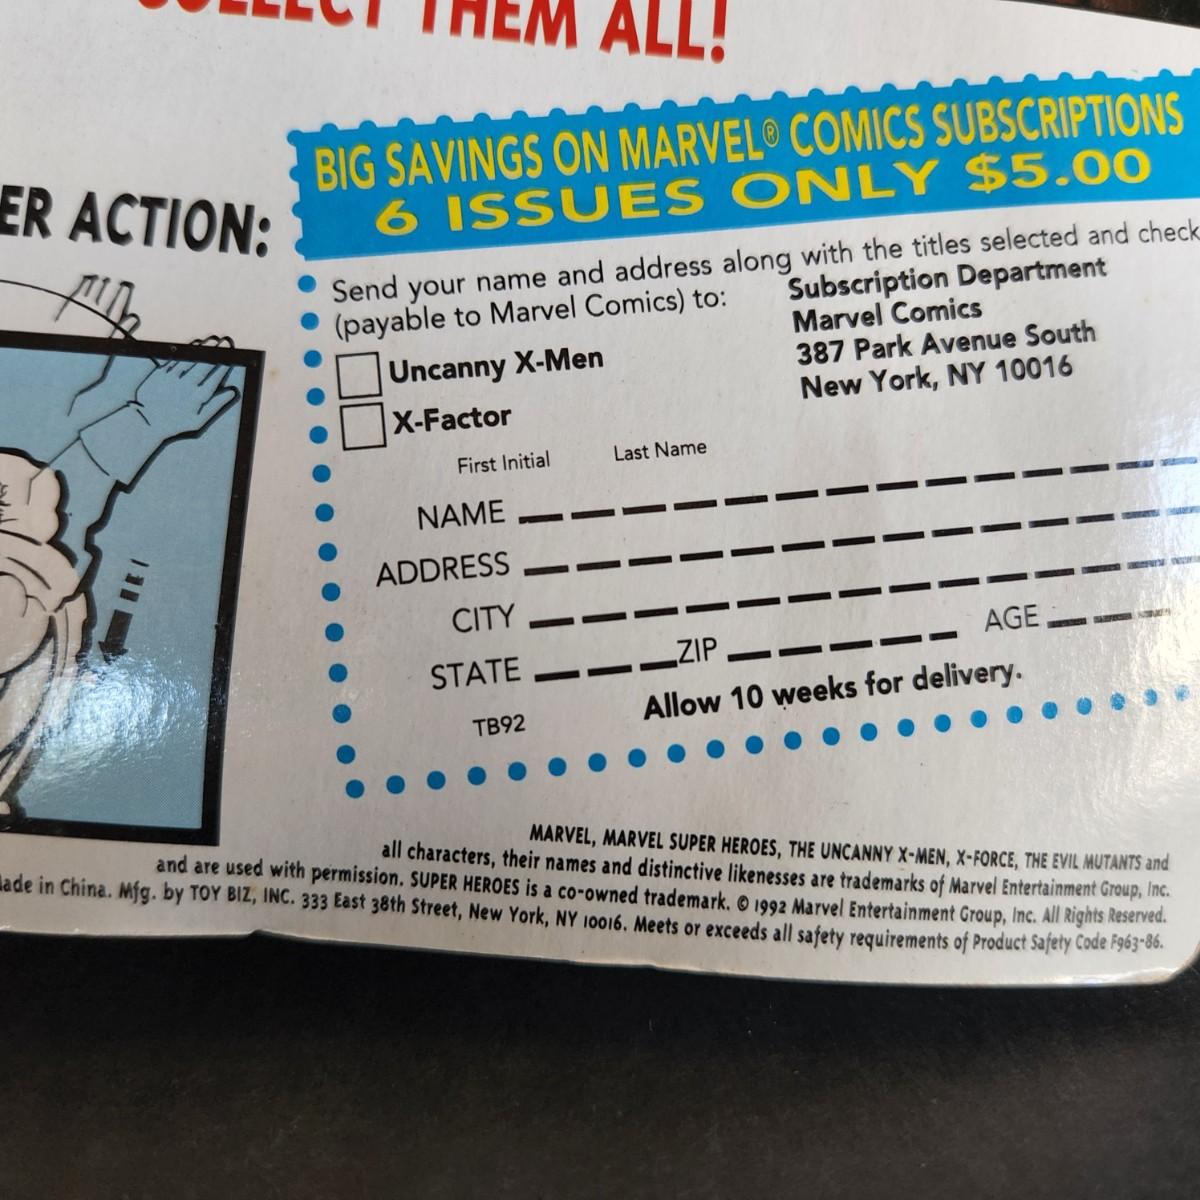 COLLECT THEM ALL!
ER ACTION:
BIG SAVINGS ON MARVEL® COMICS SUBSCRIPTIONS
6 ISSUES ONLY $5.00
Send your name and address along with the titles selected and check
(payable to Marvel Comics) to:
Subscription Department
Marvel Comics
387 Park Avenue South
New York, NY 10016
Uncanny X-Men
X-Factor
First Initial Last Name
NAME
ADDRESS
CITY
STATE ZIP AGE
TB92
Allow 10 weeks for delivery.
MARVEL, MARVEL SUPER HEROES, THE UNCANNY X-MEN, X-FORCE, THE EVIL MUTANTS and
all characters, their names and distinctive likenesses are trademarks of Marvel Entertainment Group, Inc.
and are used with permission. SUPER HEROES is a co-owned trademark. © 1992 Marvel Entertainment Group, Inc. All Rights Reserved.
Made in China. Mfg. by TOY BIZ, INC. 333 East 38th Street, New York, NY 10016. Meets or exceeds all safety requirements of Product Safety Code F963-86.